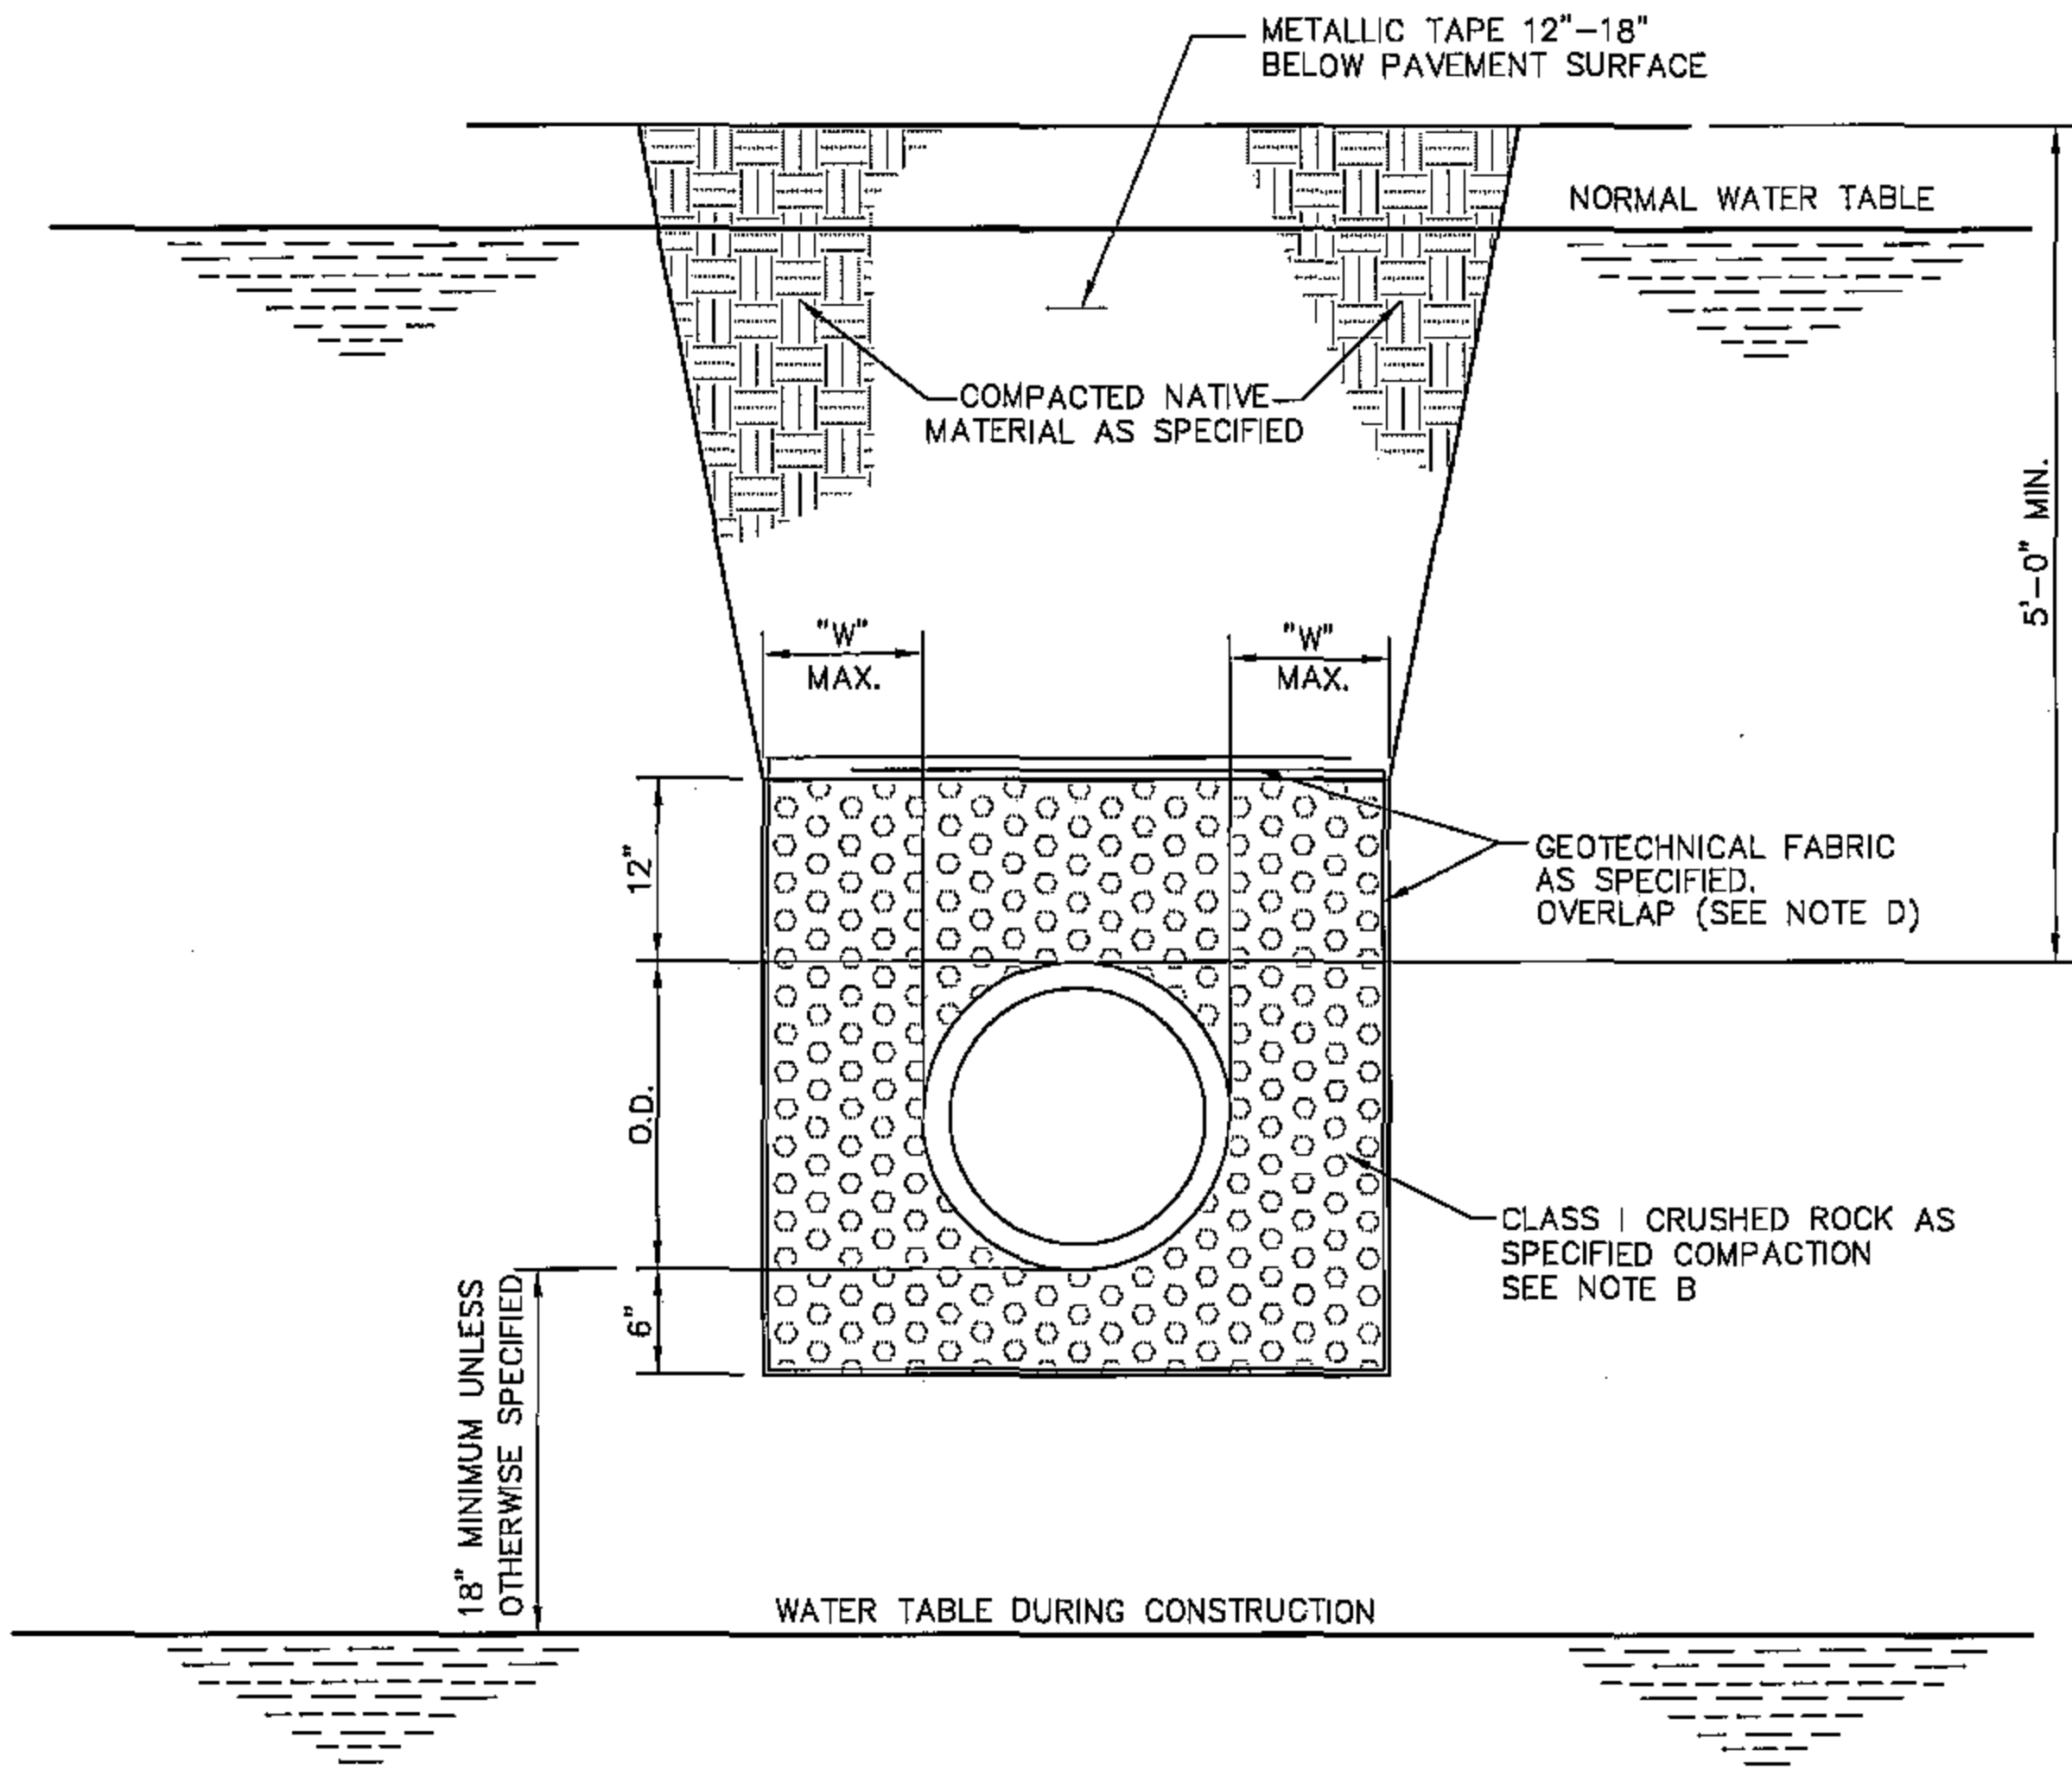 METALLIC TAPE 12"-18"
BELOW PAVEMENT SURFACE
NORMAL WATER TABLE
COMPACTED NATIVE
MATERIAL AS SPECIFIED
5'-0" MIN.
"W"
MAX.
"W"
MAX.
12"
GEOTECHNICAL FABRIC
AS SPECIFIED.
OVERLAP (SEE NOTE D)
O.D.
CLASS I CRUSHED ROCK AS
SPECIFIED COMPACTION
SEE NOTE B
6"
18" MINIMUM UNLESS
OTHERWISE SPECIFIED
WATER TABLE DURING CONSTRUCTION